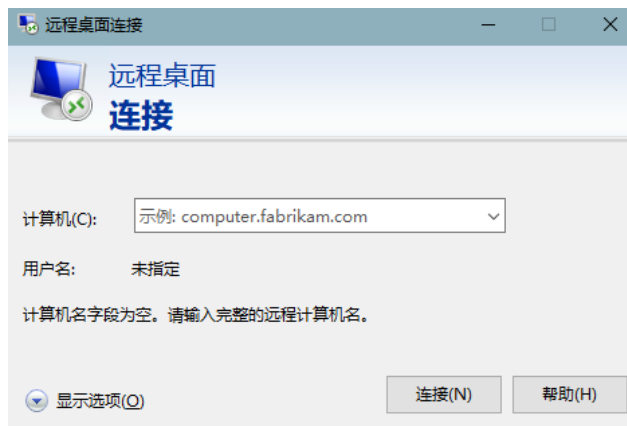 远程桌面连接
远程桌面
连接
计算机(C): 示例: computer.fabrikam.com
用户名: 未指定
计算机名字段为空。请输入完整的远程计算机名。
显示选项(O) 连接(N) 帮助(H)